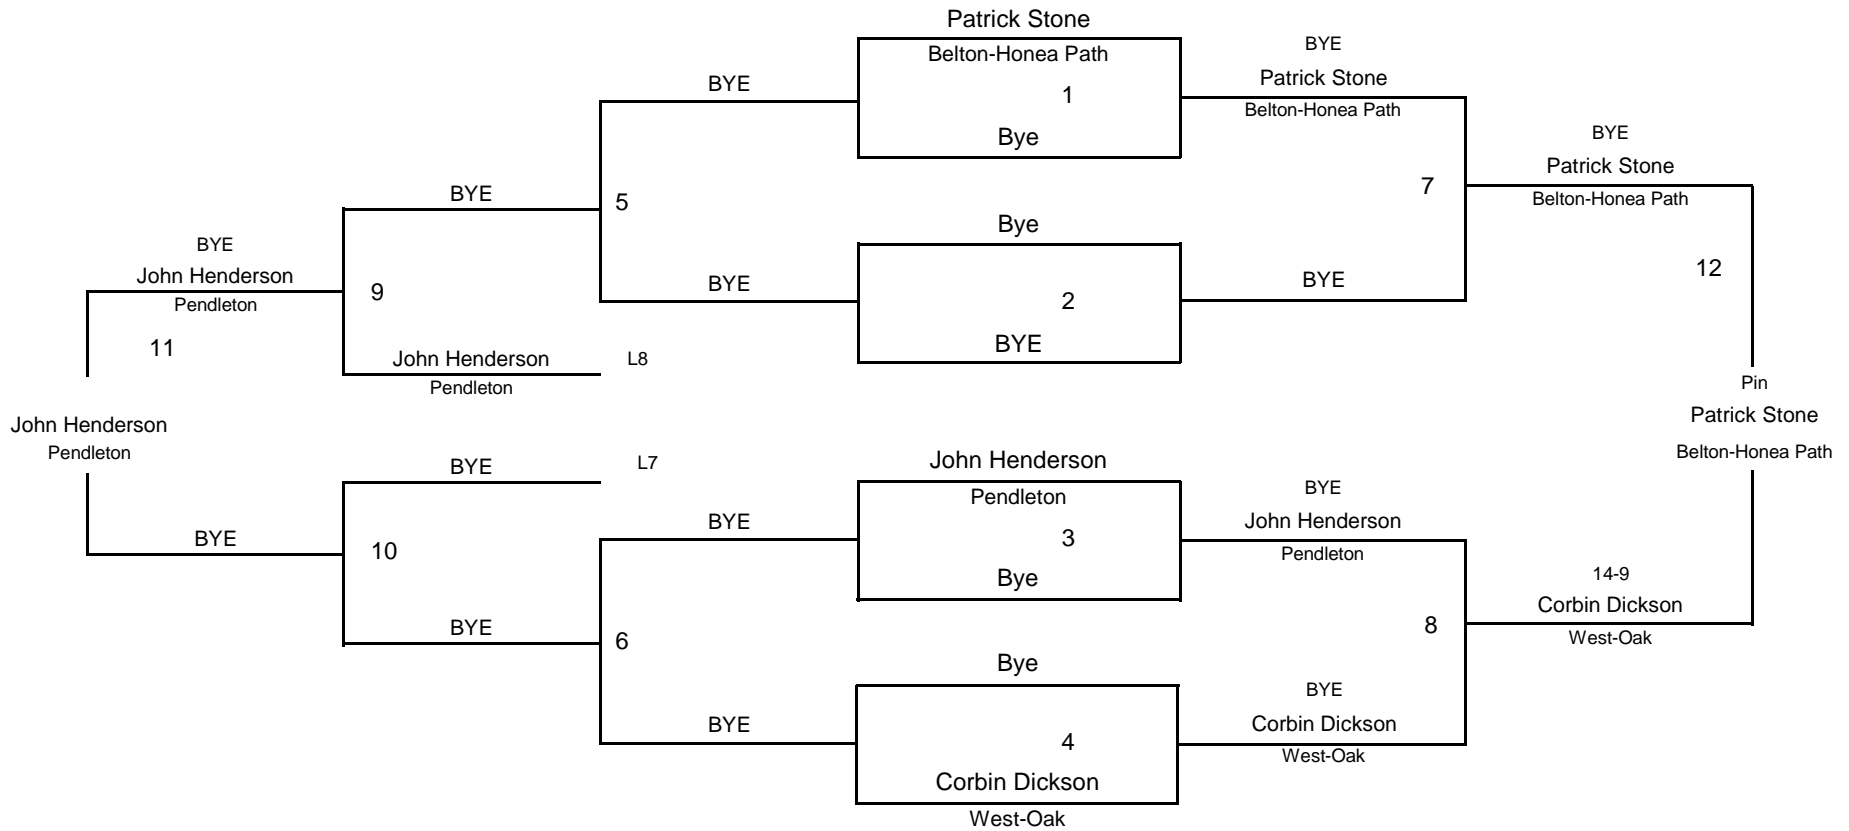 Patrick Stone
Belton-Honea Path
1
Bye
BYE
Patrick Stone
Belton-Honea Path
BYE
5
BYE
Bye
2
BYE
BYE
7
BYE
Patrick Stone
Belton-Honea Path
12
BYE
9
BYE
John Henderson
Pendleton
11
John Henderson
Pendleton
L8
John Henderson
Pendleton
Pin
Patrick Stone
Belton-Honea Path
BYE
L7
10
BYE
BYE
BYE
6
BYE
John Henderson
Pendleton
3
Bye
BYE
John Henderson
Pendleton
Bye
4
Corbin Dickson
West-Oak
BYE
Corbin Dickson
West-Oak
8
14-9
Corbin Dickson
West-Oak